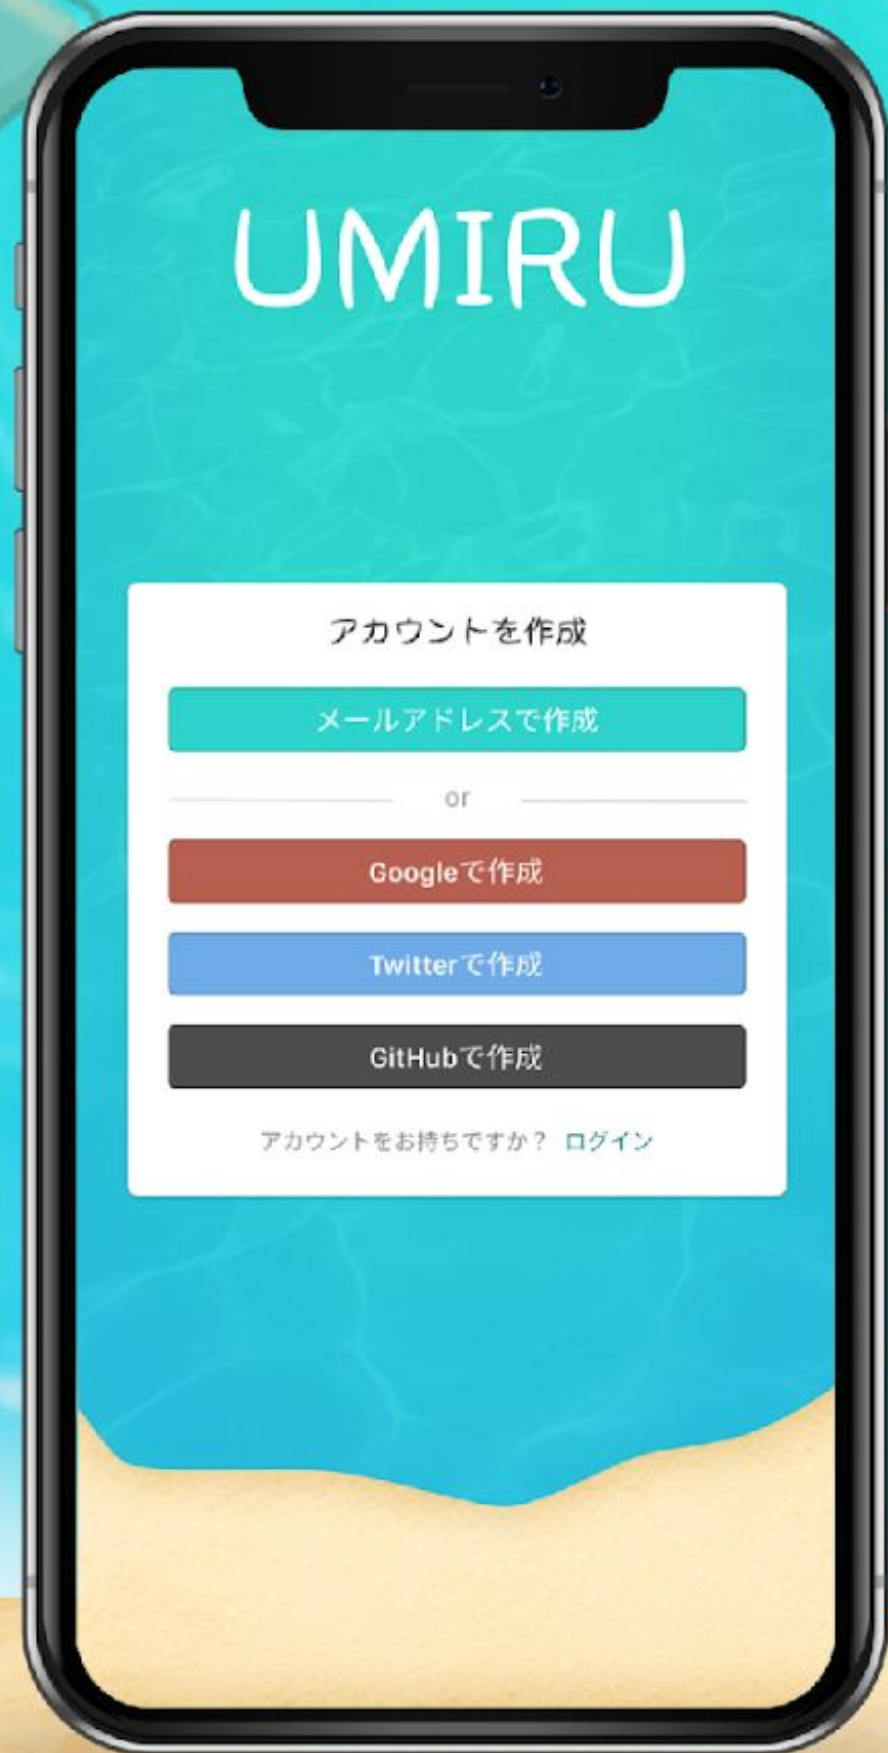 UMIRU
アカウントを作成
メールアドレスで作成
or
Googleで作成
Twitterで作成
GitHubで作成
アカウントをお持ちですか？ ログイン